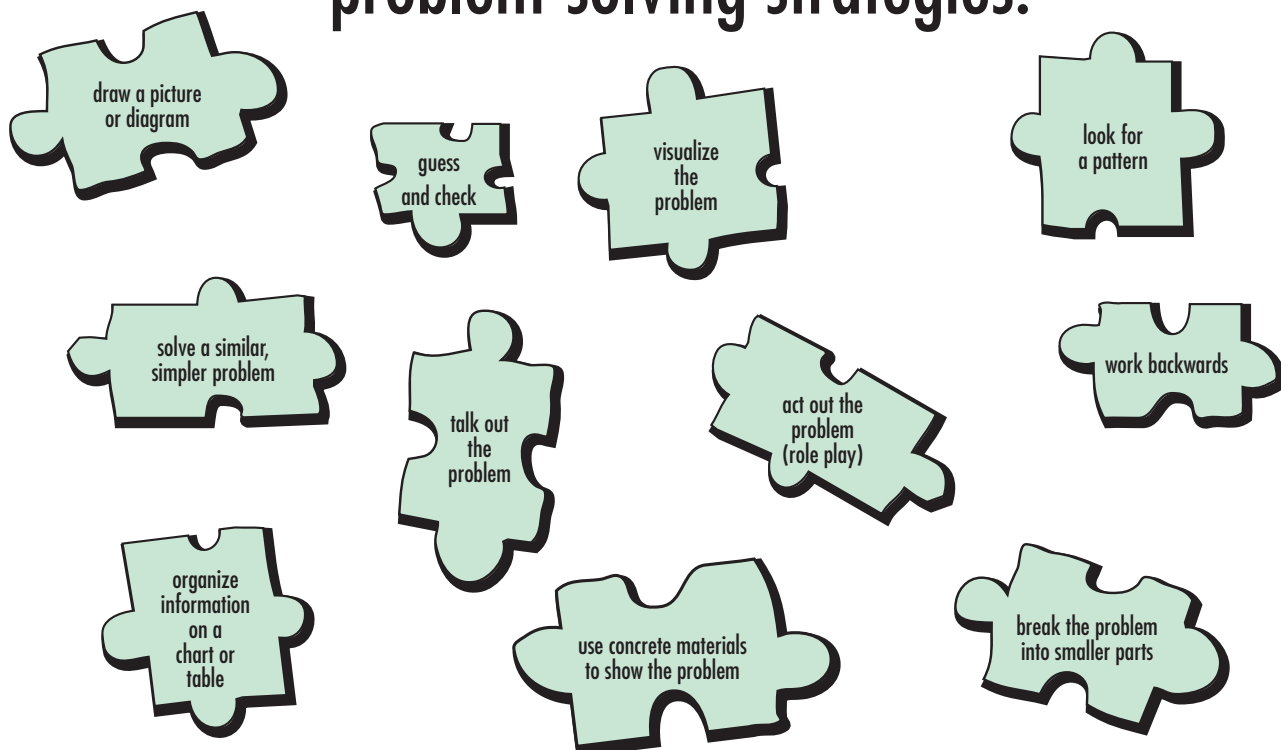 problem-solving strategies:
draw a picture
or diagram
guess
and check
visualize
the
problem
look for
a pattern
solve a similar,
simpler problem
talk out
the
problem
act out the
problem
(role play)
work backwards
organize
information
on a
chart or
table
use concrete materials
to show the problem
break the problem
into smaller parts